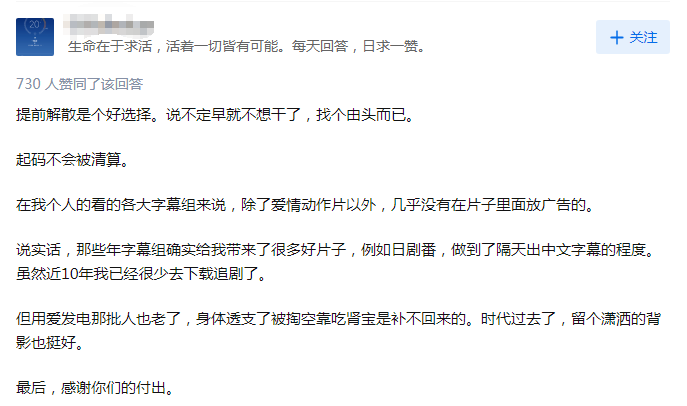 20
生命在于求活，活着一切皆有可能。每天回答，日求一赞。
+ 关注
730 人赞同了该回答
提前解散是个好选择。说不定早就不想干了，找个由头而已。
起码不会被清算。
在我个人的看的各大字幕组来说，除了爱情动作片以外，几乎没有在片子里面放广告的。
说实话，那些年字幕组确实给我带来了很多好片子，例如日剧番，做到了隔天出中文字幕的程度。
虽然近10年我已经很少去下载追剧了。
但用爱发电那批人也老了，身体透支了被掏空靠吃肾宝是补不回来的。时代过去了，留个潇洒的背
影也挺好。
最后，感谢你们的付出。